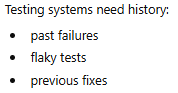 Testing systems need history:
• past failures
• flaky tests
• previous fixes